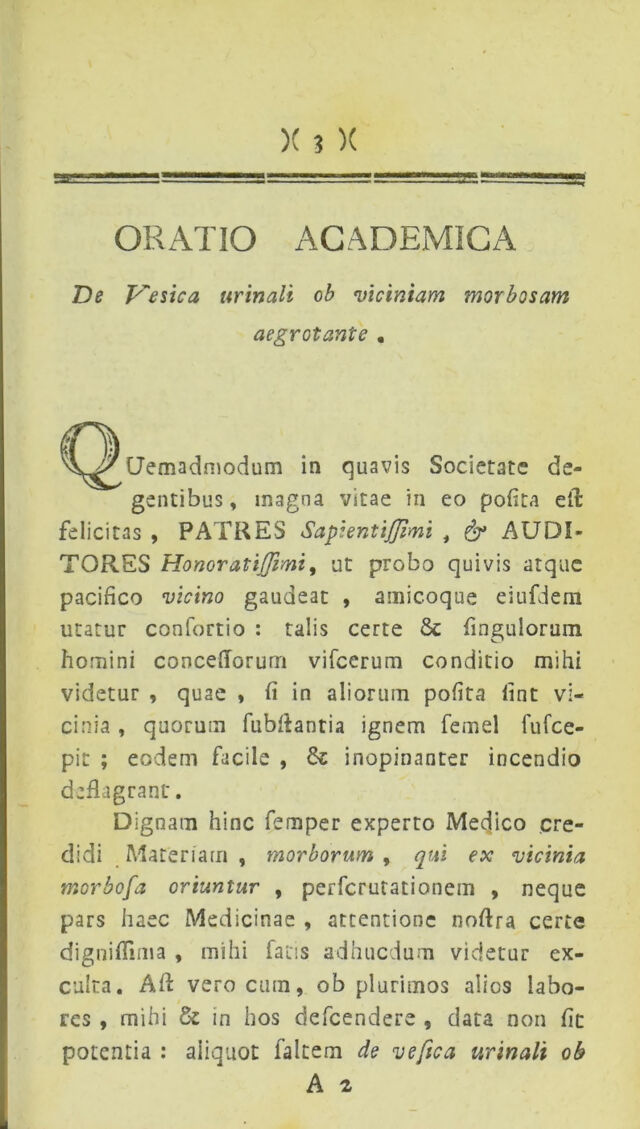 )( 3 )(
ORATIO ACADEMICA
De Vesica urinali ob viciniam morbosam
aegrotante .
QUemadmodum in quavis Societate de-
gentibus, magna vitae in eo poſita eſt
felicitas , PATRES Sapientiſſimi , & AUDI-
TORES Honoratiſſimi, ut probo quivis atque
pacifico vicino gaudeat , amicoque eiuſdem
utatur conſortio : talis certe & ſingulorum
homini conceſſorum viſcerum conditio mihi
videtur , quae , ſi in aliorum poſita ſint vi-
cinia , quorum ſubſtantia ignem ſemel ſuſce-
pit ; eodem facile , & inopinanter incendio
deflagrant .
Dignam hinc ſemper experto Medico cre-
didi Materiam , morborum , qui ex vicinia
morboſa oriuntur , perſcrutationem , neque
pars haec Medicinae , attentione noſtra certe
digniſſima , mihi ſatis adhucdum videtur ex-
culta. Aſt vero cum, ob plurimos alios labo-
res , mihi & in hos deſcendere , data non ſit
potentia : aliquot ſaltem de veſica urinali ob
A 2